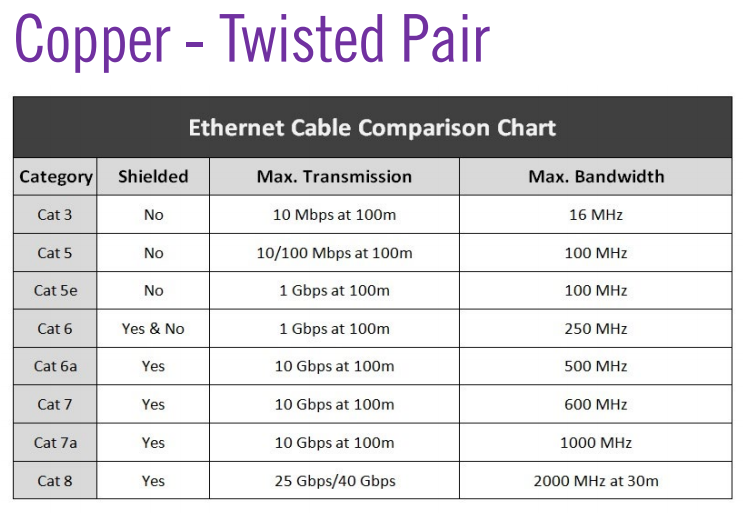 Copper - Twisted Pair
Ethernet Cable Comparison Chart
Category Shielded Max. Transmission Max. Bandwidth
Cat 3 No 10 Mbps at 100m 16 MHz
Cat 5 No 10/100 Mbps at 100m 100 MHz
Cat 5e No 1 Gbps at 100m 100 MHz
Cat 6 Yes & No 1 Gbps at 100m 250 MHz
Cat 6a Yes 10 Gbps at 100m 500 MHz
Cat 7 Yes 10 Gbps at 100m 600 MHz
Cat 7a Yes 10 Gbps at 100m 1000 MHz
Cat 8 Yes 25 Gbps/40 Gbps 2000 MHz at 30m